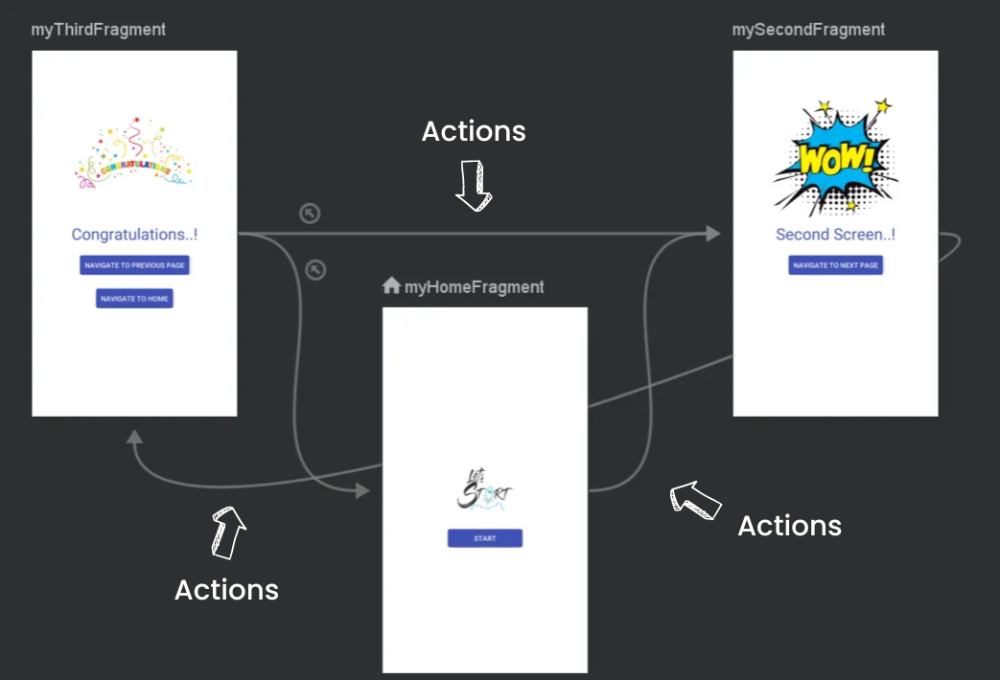 myThirdFragment
CONGRATULATIONS
Congratulations..!
NAVIGATE TO PREVIOUS PAGE
NAVIGATE TO HOME
Actions
mySecondFragment
WOW!
Second Screen..!
NAVIGATE TO NEXT PAGE
myHomeFragment
Let's
START
START
Actions
Actions